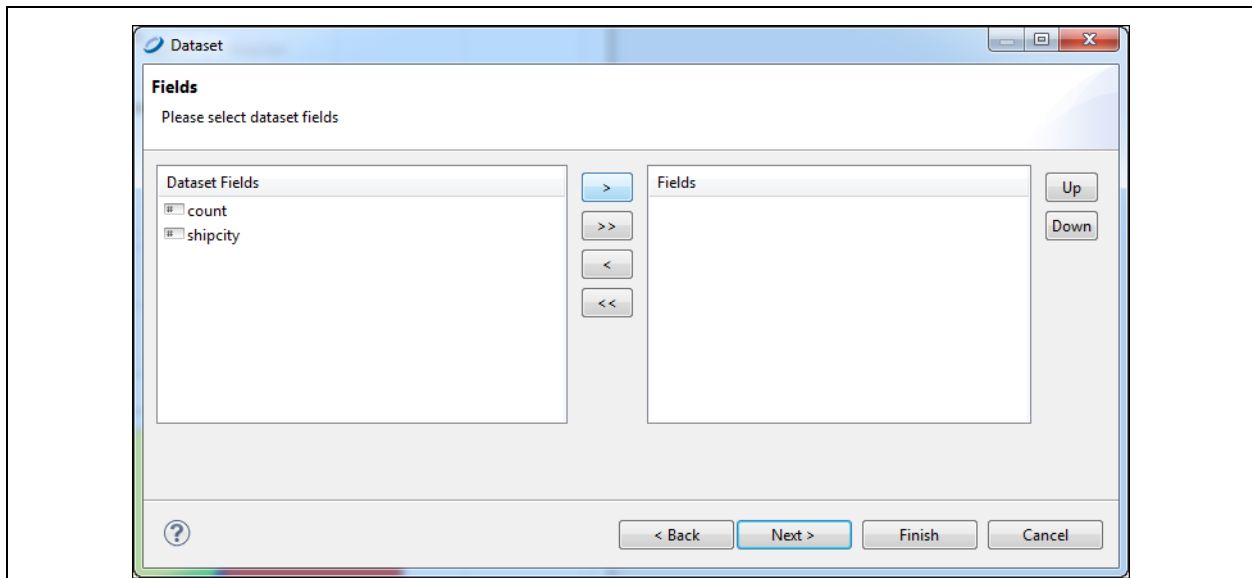 Dataset
Fields
Please select dataset fields
Dataset Fields
# count
# shipcity
>
>>
<
<<
Fields
Up
Down
?
< Back
Next >
Finish
Cancel